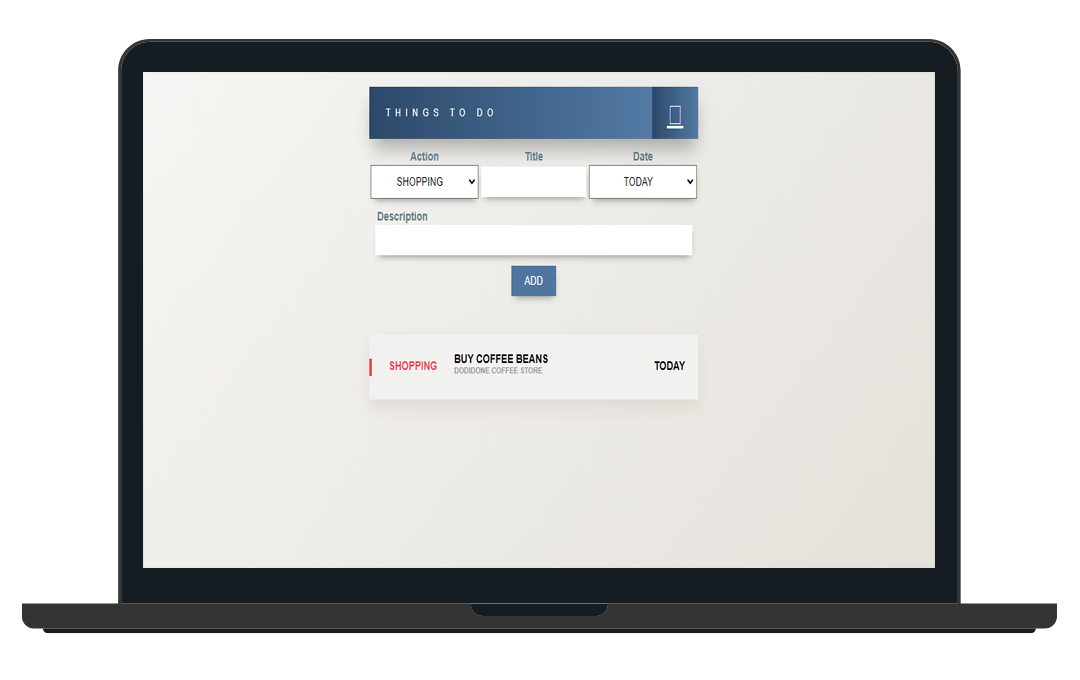 THINGS TO DO
Action Title Date
SHOPPING TODAY
Description
ADD
SHOPPING BUY COFFEE BEANS TODAY
DODIDONE COFFEE STORE